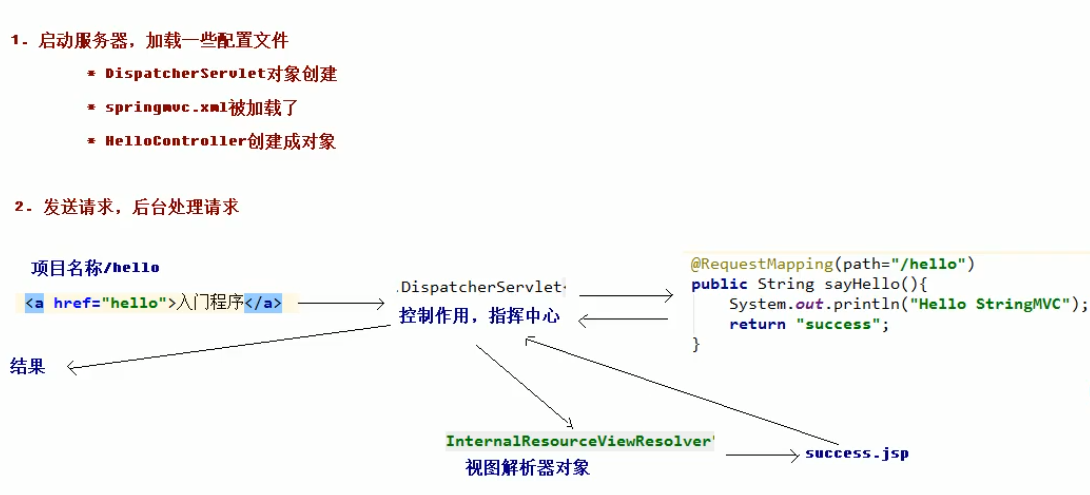 1. 启动服务器，加载一些配置文件
* DispatcherServlet对象创建
* springmvc.xml被加载了
* HelloController创建成对象
2. 发送请求，后台处理请求
项目名称/hello
<a href="hello">入门程序</a>
.DispatcherServlet
控制作用，指挥中心
@RequestMapping(path="/hello")
public String sayHello(){
System.out.println("Hello StringMVC");
return "success";
}
结果
InternalResourceViewResolver"
视图解析器对象
success.jsp